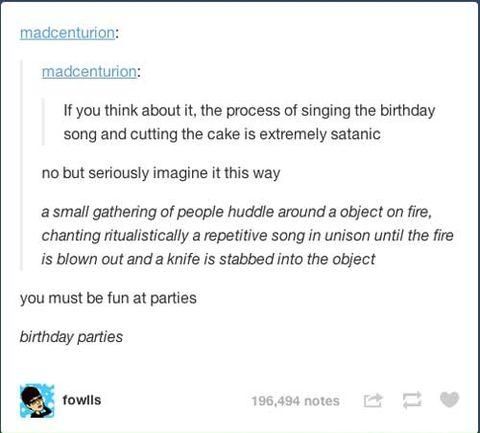 madcenturion:
madcenturion:
If you think about it, the process of singing the birthday
song and cutting the cake is extremely satanic
no but seriously imagine it this way
a small gathering of people huddle around a object on fire,
chanting ritualistically a repetitive song in unison until the fire
is blown out and a knife is stabbed into the object
you must be fun at parties
birthday parties
fowlls 196,494 notes